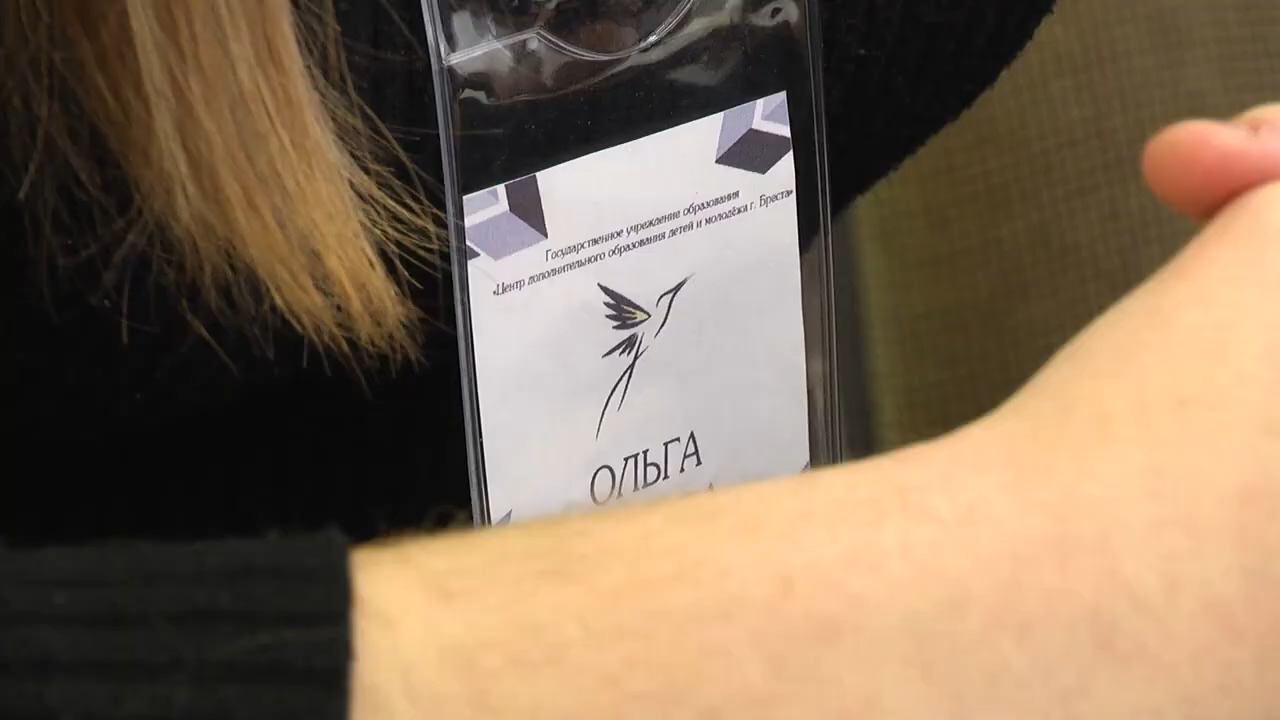 Государственное учреждение образования
«Центр дополнительного образования детей и молодёжи г. Бреста»
ОЛЬГА